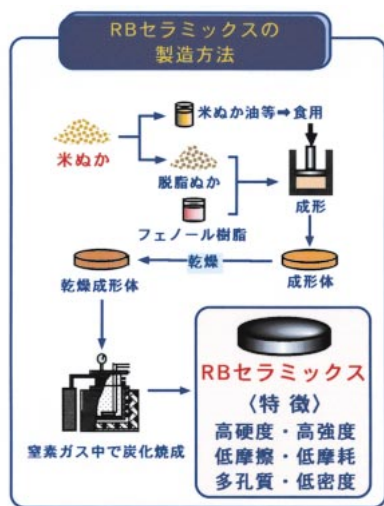 RBセラミックスの
製造方法
米ぬか油等➡食用
米ぬか
脱脂ぬか
フェノール樹脂
成形
乾燥
成形体
乾燥成形体
窒素ガス中で炭化焼成
RBセラミックス
〈特 徴〉
高硬度・高強度
低摩擦・低摩耗
多孔質・低密度